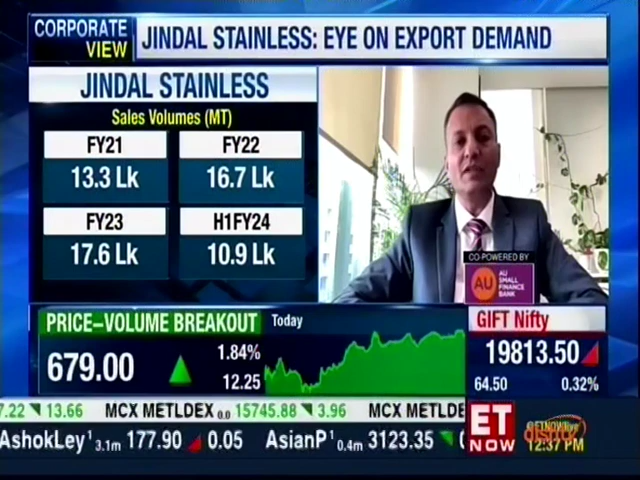 CORPORATE
VIEW
JINDAL STAINLESS: EYE ON EXPORT DEMAND
JINDAL STAINLESS
Sales Volumes (MT)
FY21
FY22
13.3 Lk
16.7 Lk
FY23
H1FY24
17.6 Lk
10.9 Lk
CO-POWERED BY
AU
AU
SMALL
FINANCE
BANK
PRICE–VOLUME BREAKOUT
Today
679.00
1.84%
12.25
GIFT Nifty
19813.50
64.50 0.32%
7.22 13.66 MCX METLDEX 0.0 15745.88 3.96 MCX METLDE
AshokLey 3.1m 177.90 0.05 AsianP 0.4m 3123.35
ET
NOW
12:37 PM